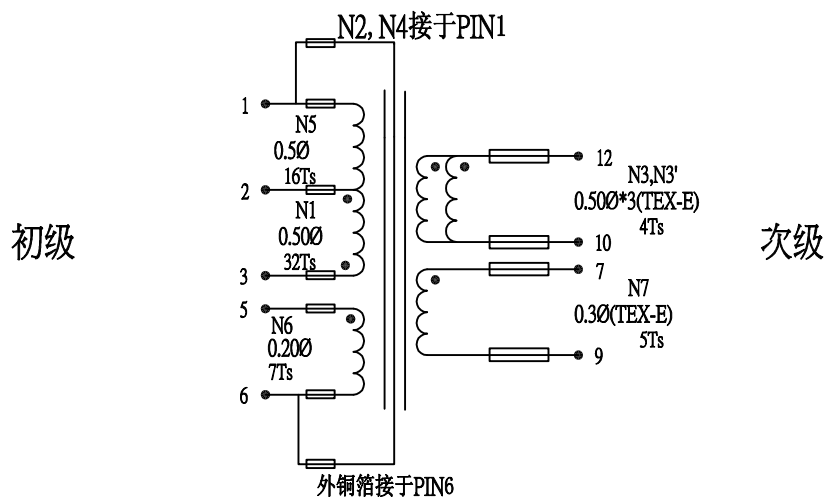 N2, N4接于PIN1
1
N5
0.5Ø
16Ts
2
N1
0.50Ø
32Ts
3
5
N6
0.20Ø
7Ts
6
初级
12
N3,N3'
0.50Ø*3(TEX-E)
4Ts
10
7
N7
0.3Ø(TEX-E)
5Ts
9
次级
外铜箔接于PIN6